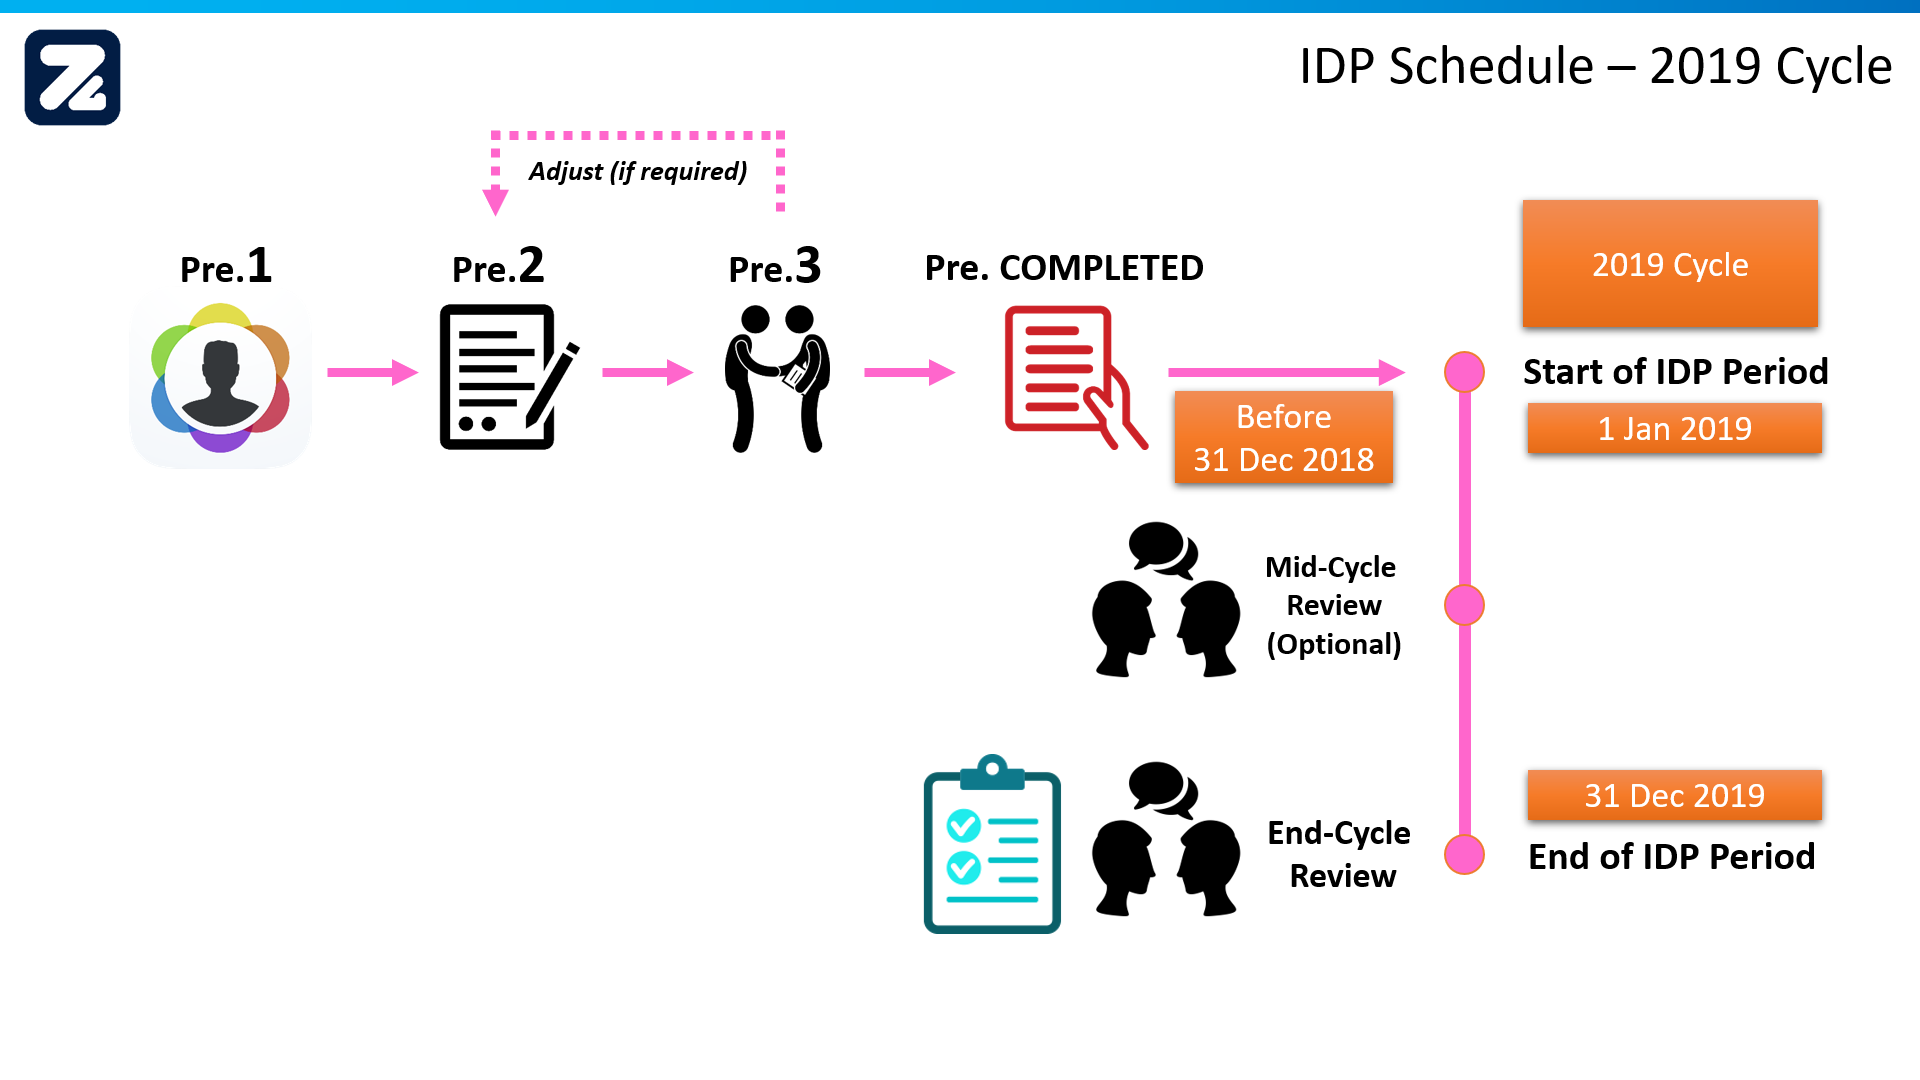 IDP Schedule – 2019 Cycle
Adjust (if required)
Pre.1
Pre.2
Pre.3
Pre. COMPLETED
2019 Cycle
Start of IDP Period
1 Jan 2019
Before
31 Dec 2018
Mid-Cycle
Review
(Optional)
End-Cycle
Review
31 Dec 2019
End of IDP Period